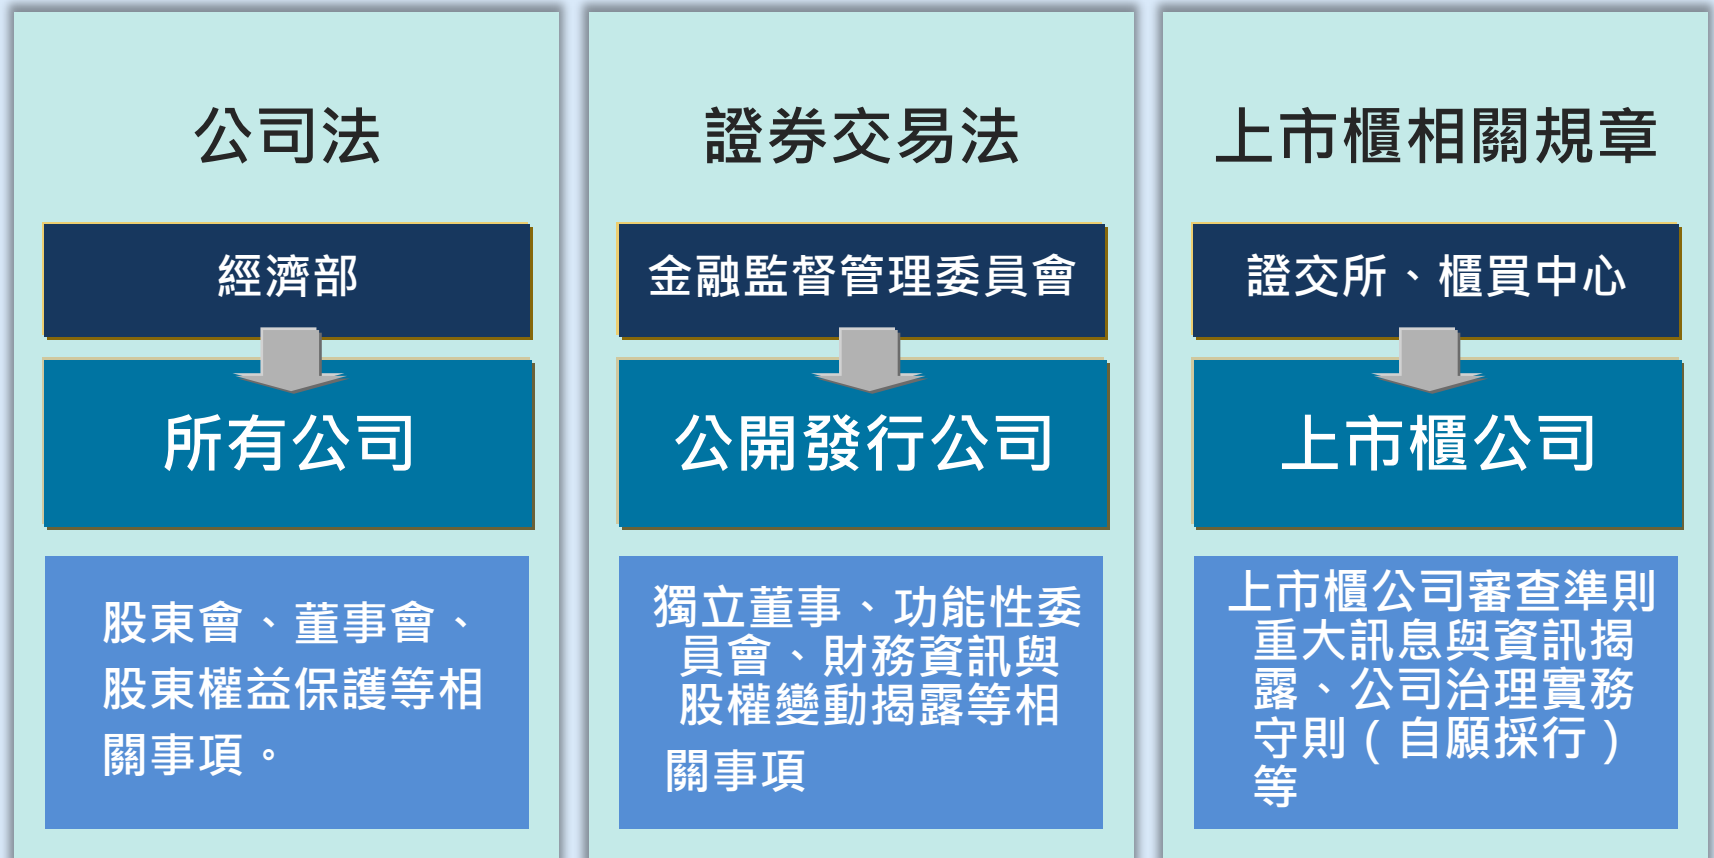 公司法
經濟部
所有公司
股東會、董事會、
股東權益保護等相
關事項。
證券交易法
金融監督管理委員會
公開發行公司
獨立董事、功能性委
員會、財務資訊與
股權變動揭露等相
關事項
上市櫃相關規章
證交所、櫃買中心
上市櫃公司
上市櫃公司審查準則
重大訊息與資訊揭
露、公司治理實務
守則（自願採行）
等